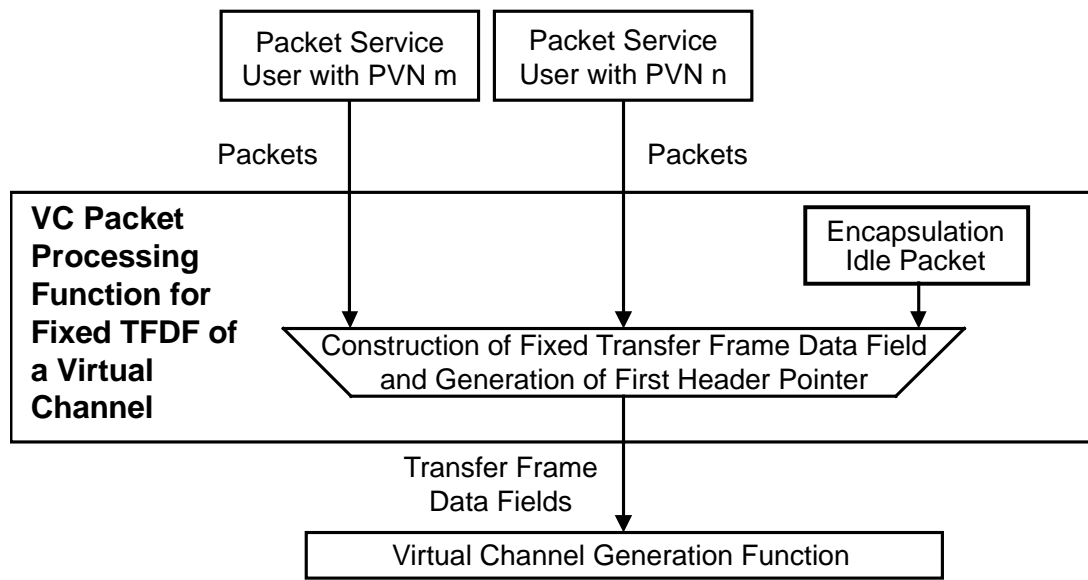 Packet Service
User with PVN m
Packet Service
User with PVN n
Packets
Packets
VC Packet
Processing
Function for
Fixed TFDF of
a Virtual
Channel
Encapsulation
Idle Packet
Construction of Fixed Transfer Frame Data Field
and Generation of First Header Pointer
Transfer Frame
Data Fields
Virtual Channel Generation Function